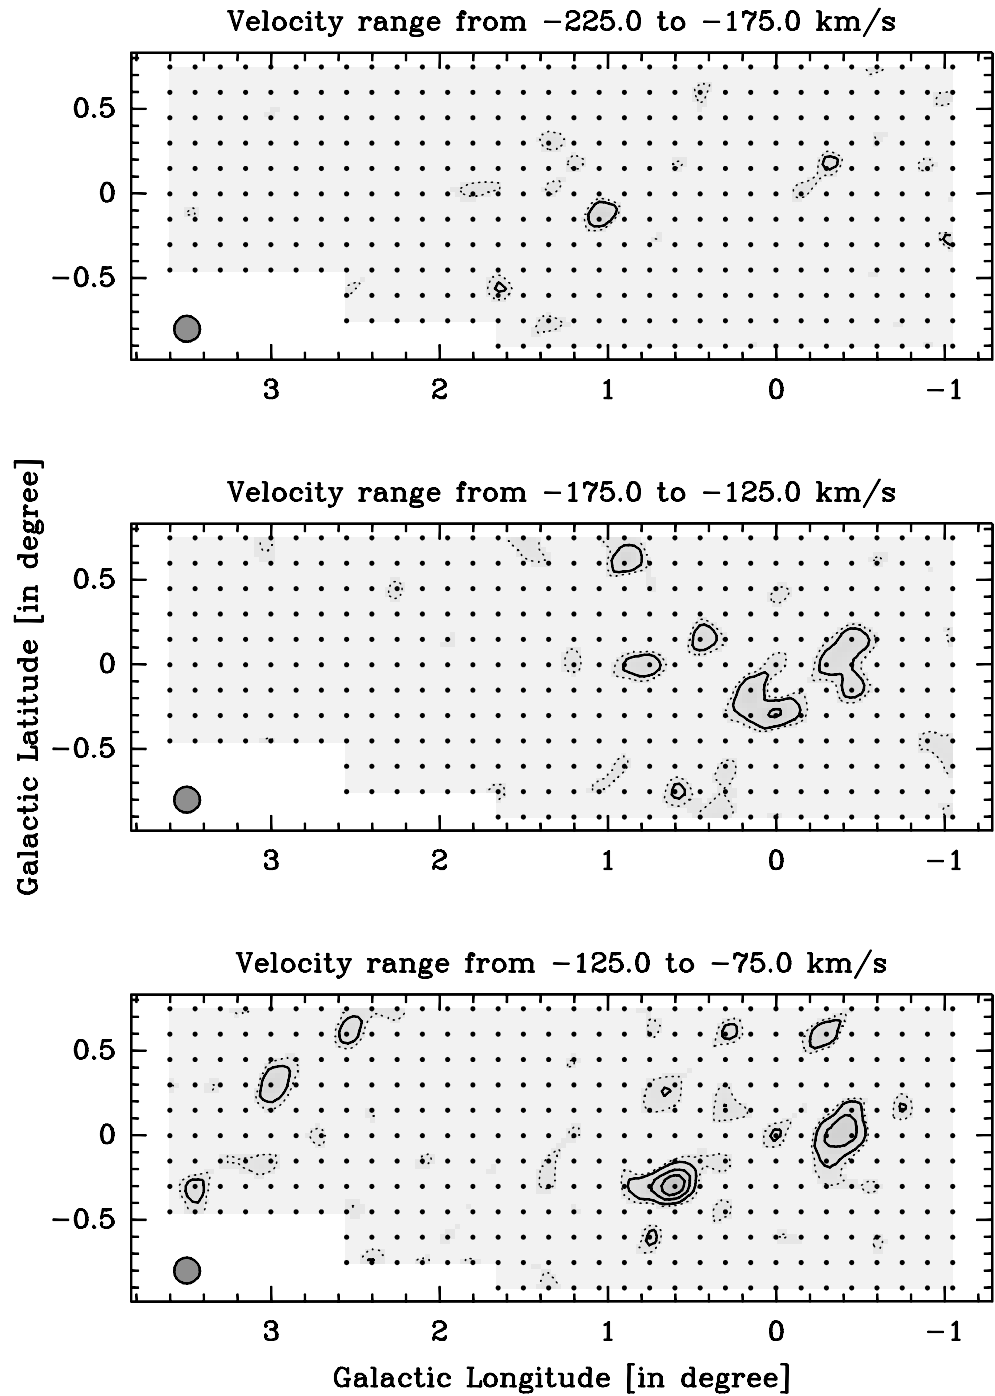 Velocity range from −225.0 to −175.0 km/s
0.5
0
−0.5
3 2 1 0 −1
Velocity range from −175.0 to −125.0 km/s
0.5
0
−0.5
3 2 1 0 −1
Galactic Latitude [in degree]
Velocity range from −125.0 to −75.0 km/s
0.5
0
−0.5
3 2 1 0 −1
Galactic Longitude [in degree]